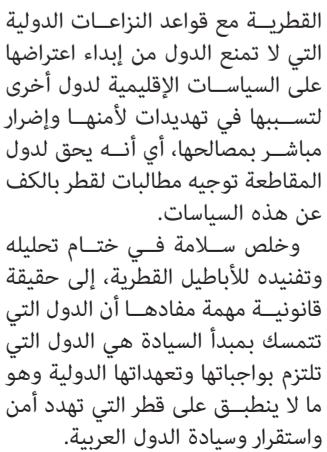 القطرية مع قواعد النزاعات الدولية
التي لا تمنع الدول من إبداء اعتراضها
على السياسات الإقليمية لدول أخرى
لتسببها في تهديدات لأمنها وإضرار
مباشر بمصالحها، أي أنه يحق لدول
المقاطعة توجيه مطالبات لقطر بالكف
عن هذه السياسات.
وخلص سلامة في ختام تحليله
وتفنيده للأباطيل القطرية، إلى حقيقة
قانونية مهمة مفادها أن الدول التي
تتمسك بمبدأ السيادة هي الدول التي
تلتزم بواجباتها وتعهداتها الدولية وهو
ما لا ينطبق على قطر التي تهدد أمن
واستقرار وسيادة الدول العربية.